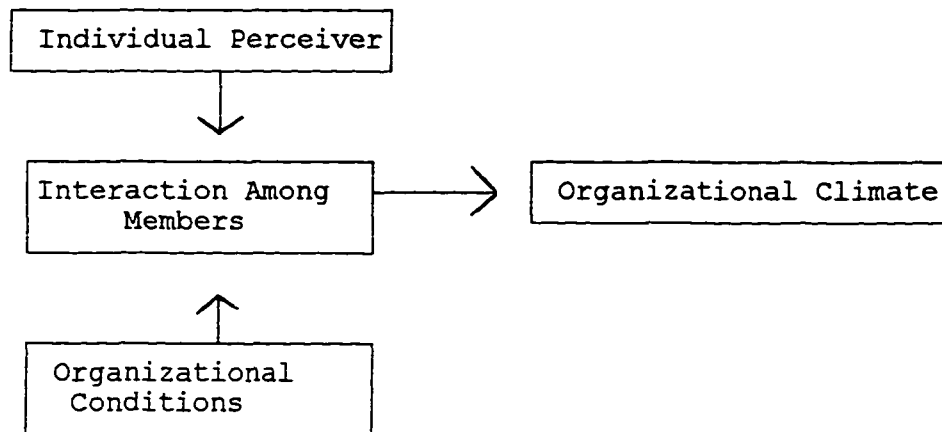 Individual Perceiver
Interaction Among
Members
Organizational Climate
Organizational
Conditions